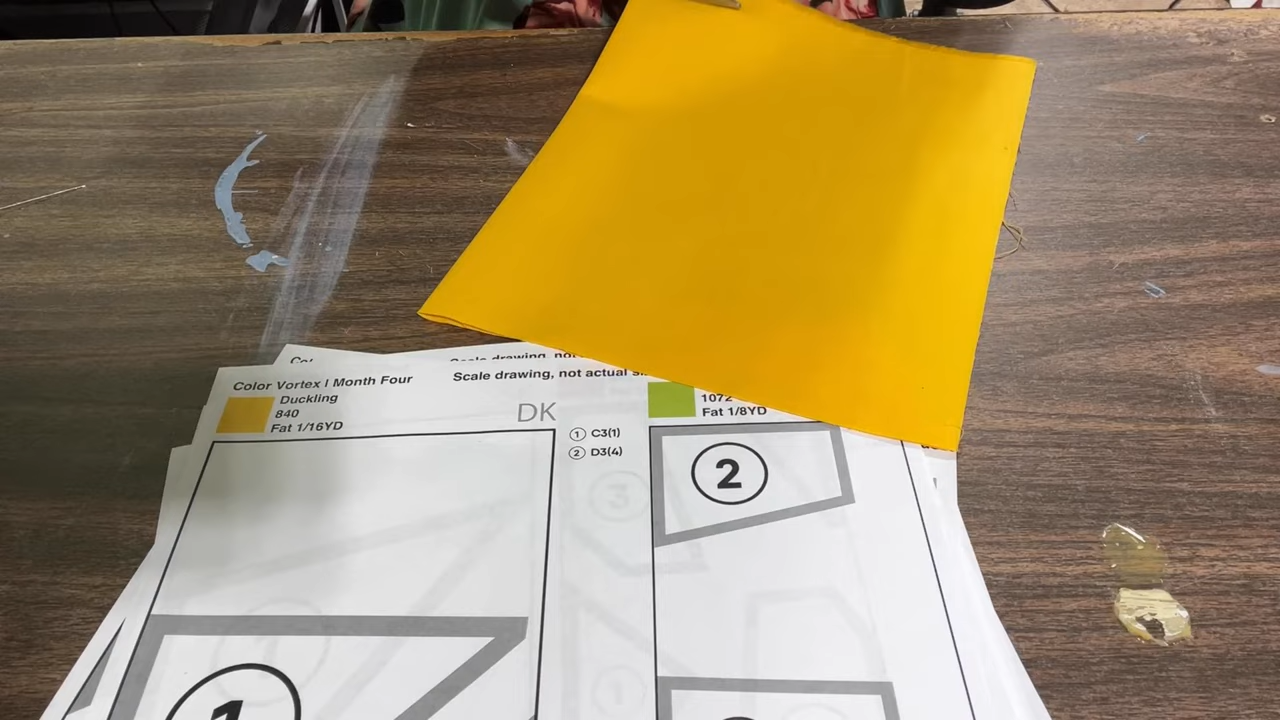 Color Vortex | Month Four
Scale drawing, not actual
Duckling
840
Fat 1/16YD
DK
1 C3(1)
2 D3(4)
1072
Fat 1/8YD
2
1